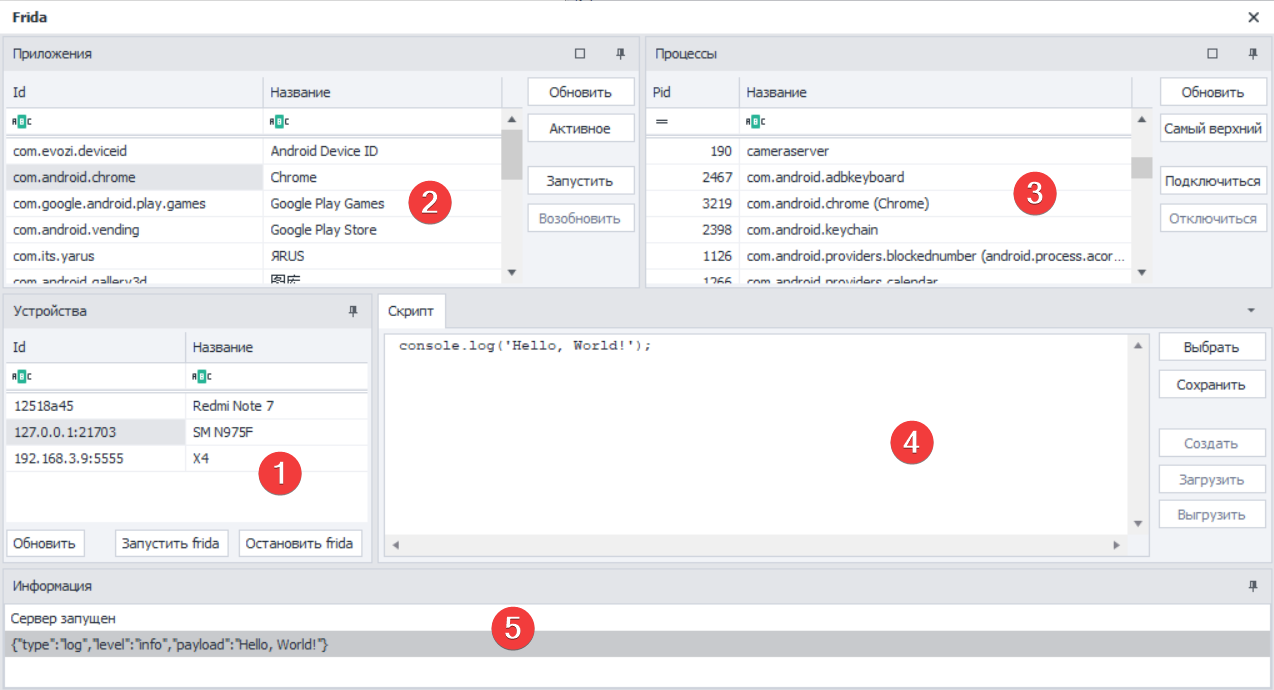 Frida
Приложения
Id Название
ABC ABC
com.evozi.deviceid Android Device ID
com.android.chrome Chrome
com.google.android.play.games Google Play Games
com.android.vending Google Play Store
com.its.yarus ЯRUS
com.android.gallery3d 图库
Обновить
Активное
Запустить
Возобновить
2
Процессы
Pid Название
= ABC
190 cameraserver
2467 com.android.adbkeyboard
3219 com.android.chrome (Chrome)
2398 com.android.keychain
1126 com.android.providers.blockednumber (android.process.acor...
1266 com.android.providers.calendar
Обновить
Самый верхний
Подключиться
Отключиться
3
Устройства
Id Название
ABC ABC
12518a45 Redmi Note 7
127.0.0.1:21703 SM N975F
192.168.3.9:5555 X4
1
Обновить Запустить frida Остановить frida
Скрипт
console.log('Hello, World!');
4
Выбрать
Сохранить
Создать
Загрузить
Выгрузить
Информация
Сервер запущен
{"type":"log","level":"info","payload":"Hello, World!"}
5